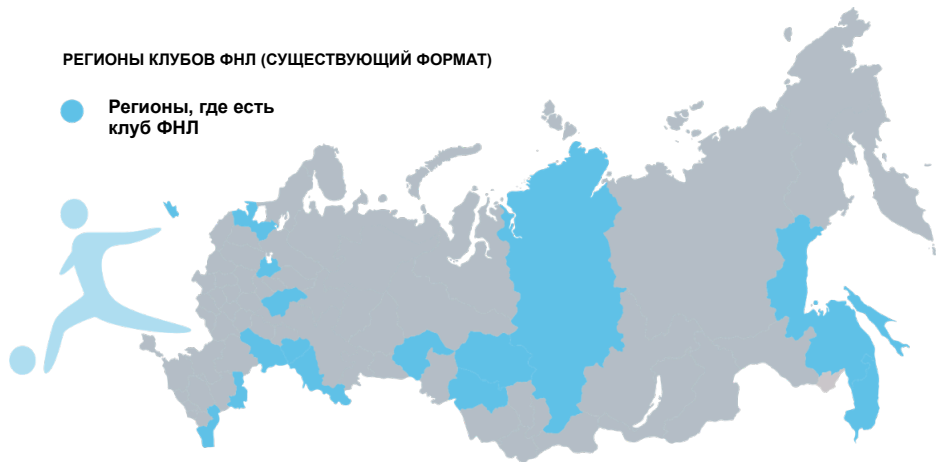 РЕГИОНЫ КЛУБОВ ФНЛ (СУЩЕСТВУЮЩИЙ ФОРМАТ)
Регионы, где есть
клуб ФНЛ